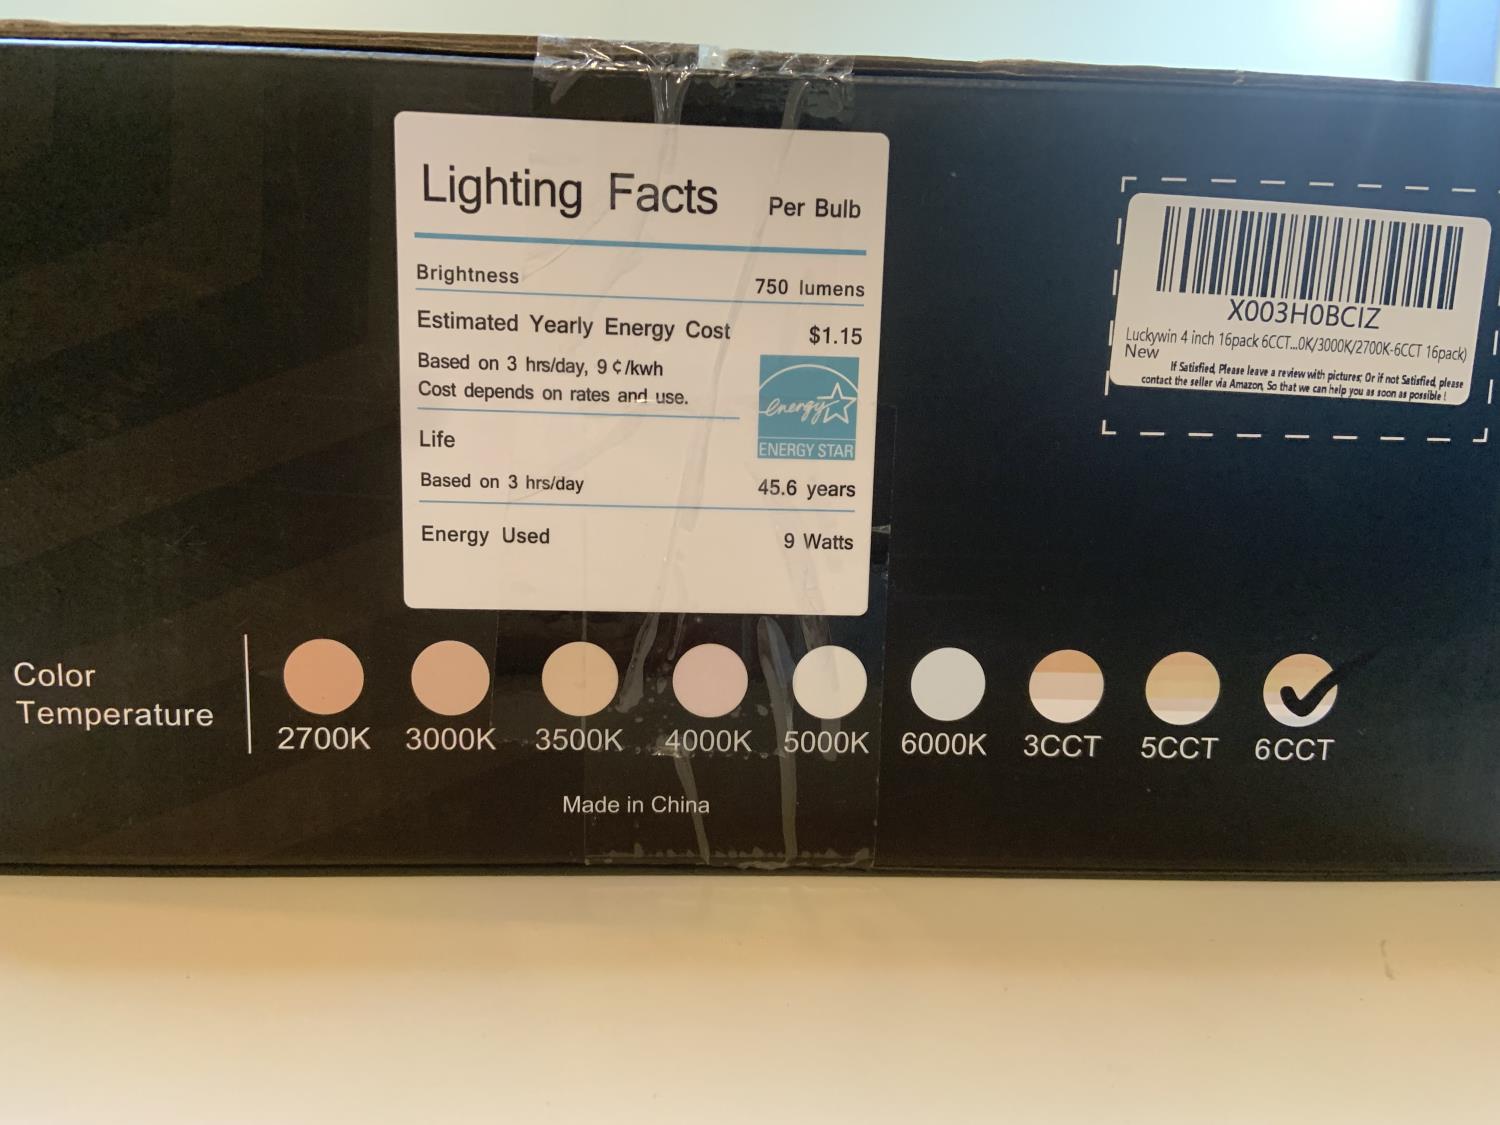 Lighting Facts Per Bulb
Brightness 750 lumens
Estimated Yearly Energy Cost $1.15
Based on 3 hrs/day, 9 ¢/kwh
Cost depends on rates and use.
energy
ENERGY STAR
Life
Based on 3 hrs/day 45.6 years
Energy Used 9 Watts
X003H0BCIZ
Luckywin 4 inch 16pack 6CCT...0K/3000K/2700K-6CCT 16pack)
New
If Satisfied, Please leave a review with pictures; Or if not Satisfied, please
contact the seller via Amazon, So that we can help you as soon as possible !
Color
Temperature
2700K 3000K 3500K 4000K 5000K 6000K 3CCT 5CCT 6CCT
Made in China